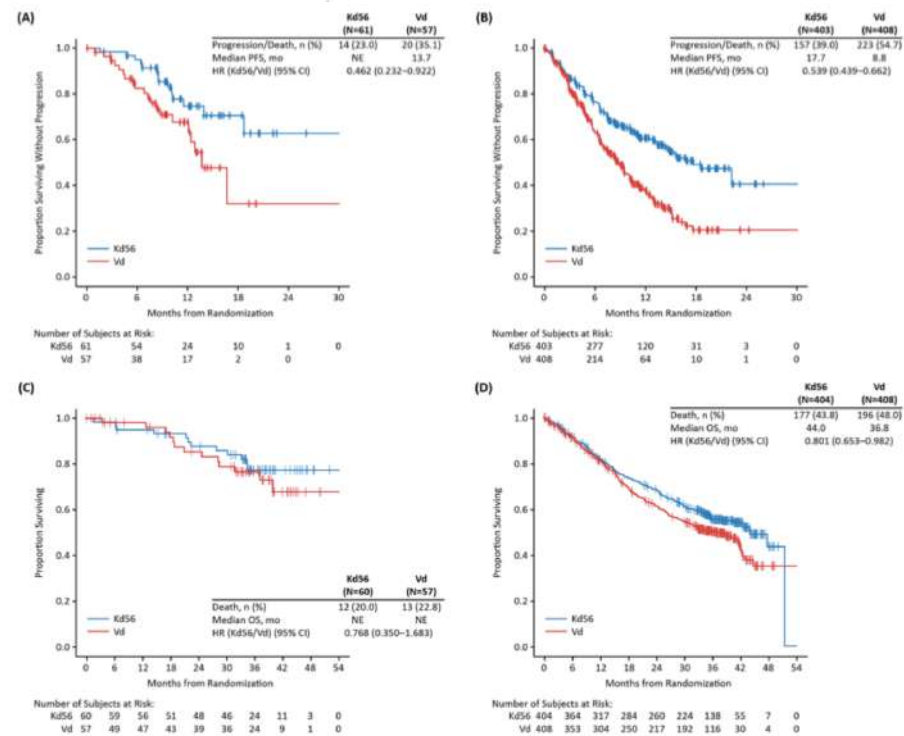 (A)
Kd56 Vd
(N=61) (N=57)
Progression/Death, n (%) 14 (23.0) 20 (35.1)
Median PFS, mo NE 13.7
HR (Kd56/Vd) (95% CI) 0.462 (0.232–0.922)
Proportion Surviving Without Progression
1.0
0.8
0.6
0.4
0.2
0.0
Kd56
Vd
0 6 12 18 24 30
Months from Randomization
Number of Subjects at Risk:
Kd56 61 54 24 10 1 0
Vd 57 38 17 2 0
(B)
Kd56 Vd
(N=403) (N=408)
Progression/Death, n (%) 157 (39.0) 223 (54.7)
Median PFS, mo 17.7 8.8
HR (Kd56/Vd) (95% CI) 0.539 (0.439–0.662)
Proportion Surviving Without Progression
1.0
0.8
0.6
0.4
0.2
0.0
Kd56
Vd
0 6 12 18 24 30
Months from Randomization
Number of Subjects at Risk:
Kd56 403 277 120 31 3 0
Vd 408 214 64 10 1 0
(C)
Proportion Surviving
1.0
0.8
0.6
0.4
0.2
0.0
Kd56 Vd
(N=60) (N=57)
Death, n (%) 12 (20.0) 13 (22.8)
Median OS, mo NE NE
HR (Kd56/Vd) (95% CI) 0.768 (0.350–1.683)
Kd56
Vd
0 6 12 18 24 30 36 42 48 54
Months from Randomization
Number of Subjects at Risk:
Kd56 60 59 56 51 48 46 24 11 3 0
Vd 57 49 47 43 39 36 24 9 1 0
(D)
Kd56 Vd
(N=404) (N=408)
Death, n (%) 177 (43.8) 196 (48.0)
Median OS, mo 44.0 36.8
HR (Kd56/Vd) (95% CI) 0.801 (0.653–0.982)
Proportion Surviving
1.0
0.8
0.6
0.4
0.2
0.0
Kd56
Vd
0 6 12 18 24 30 36 42 48 54
Months from Randomization
Number of Subjects at Risk:
Kd56 404 364 317 284 260 224 138 55 7 0
Vd 408 353 304 250 217 192 116 30 4 0